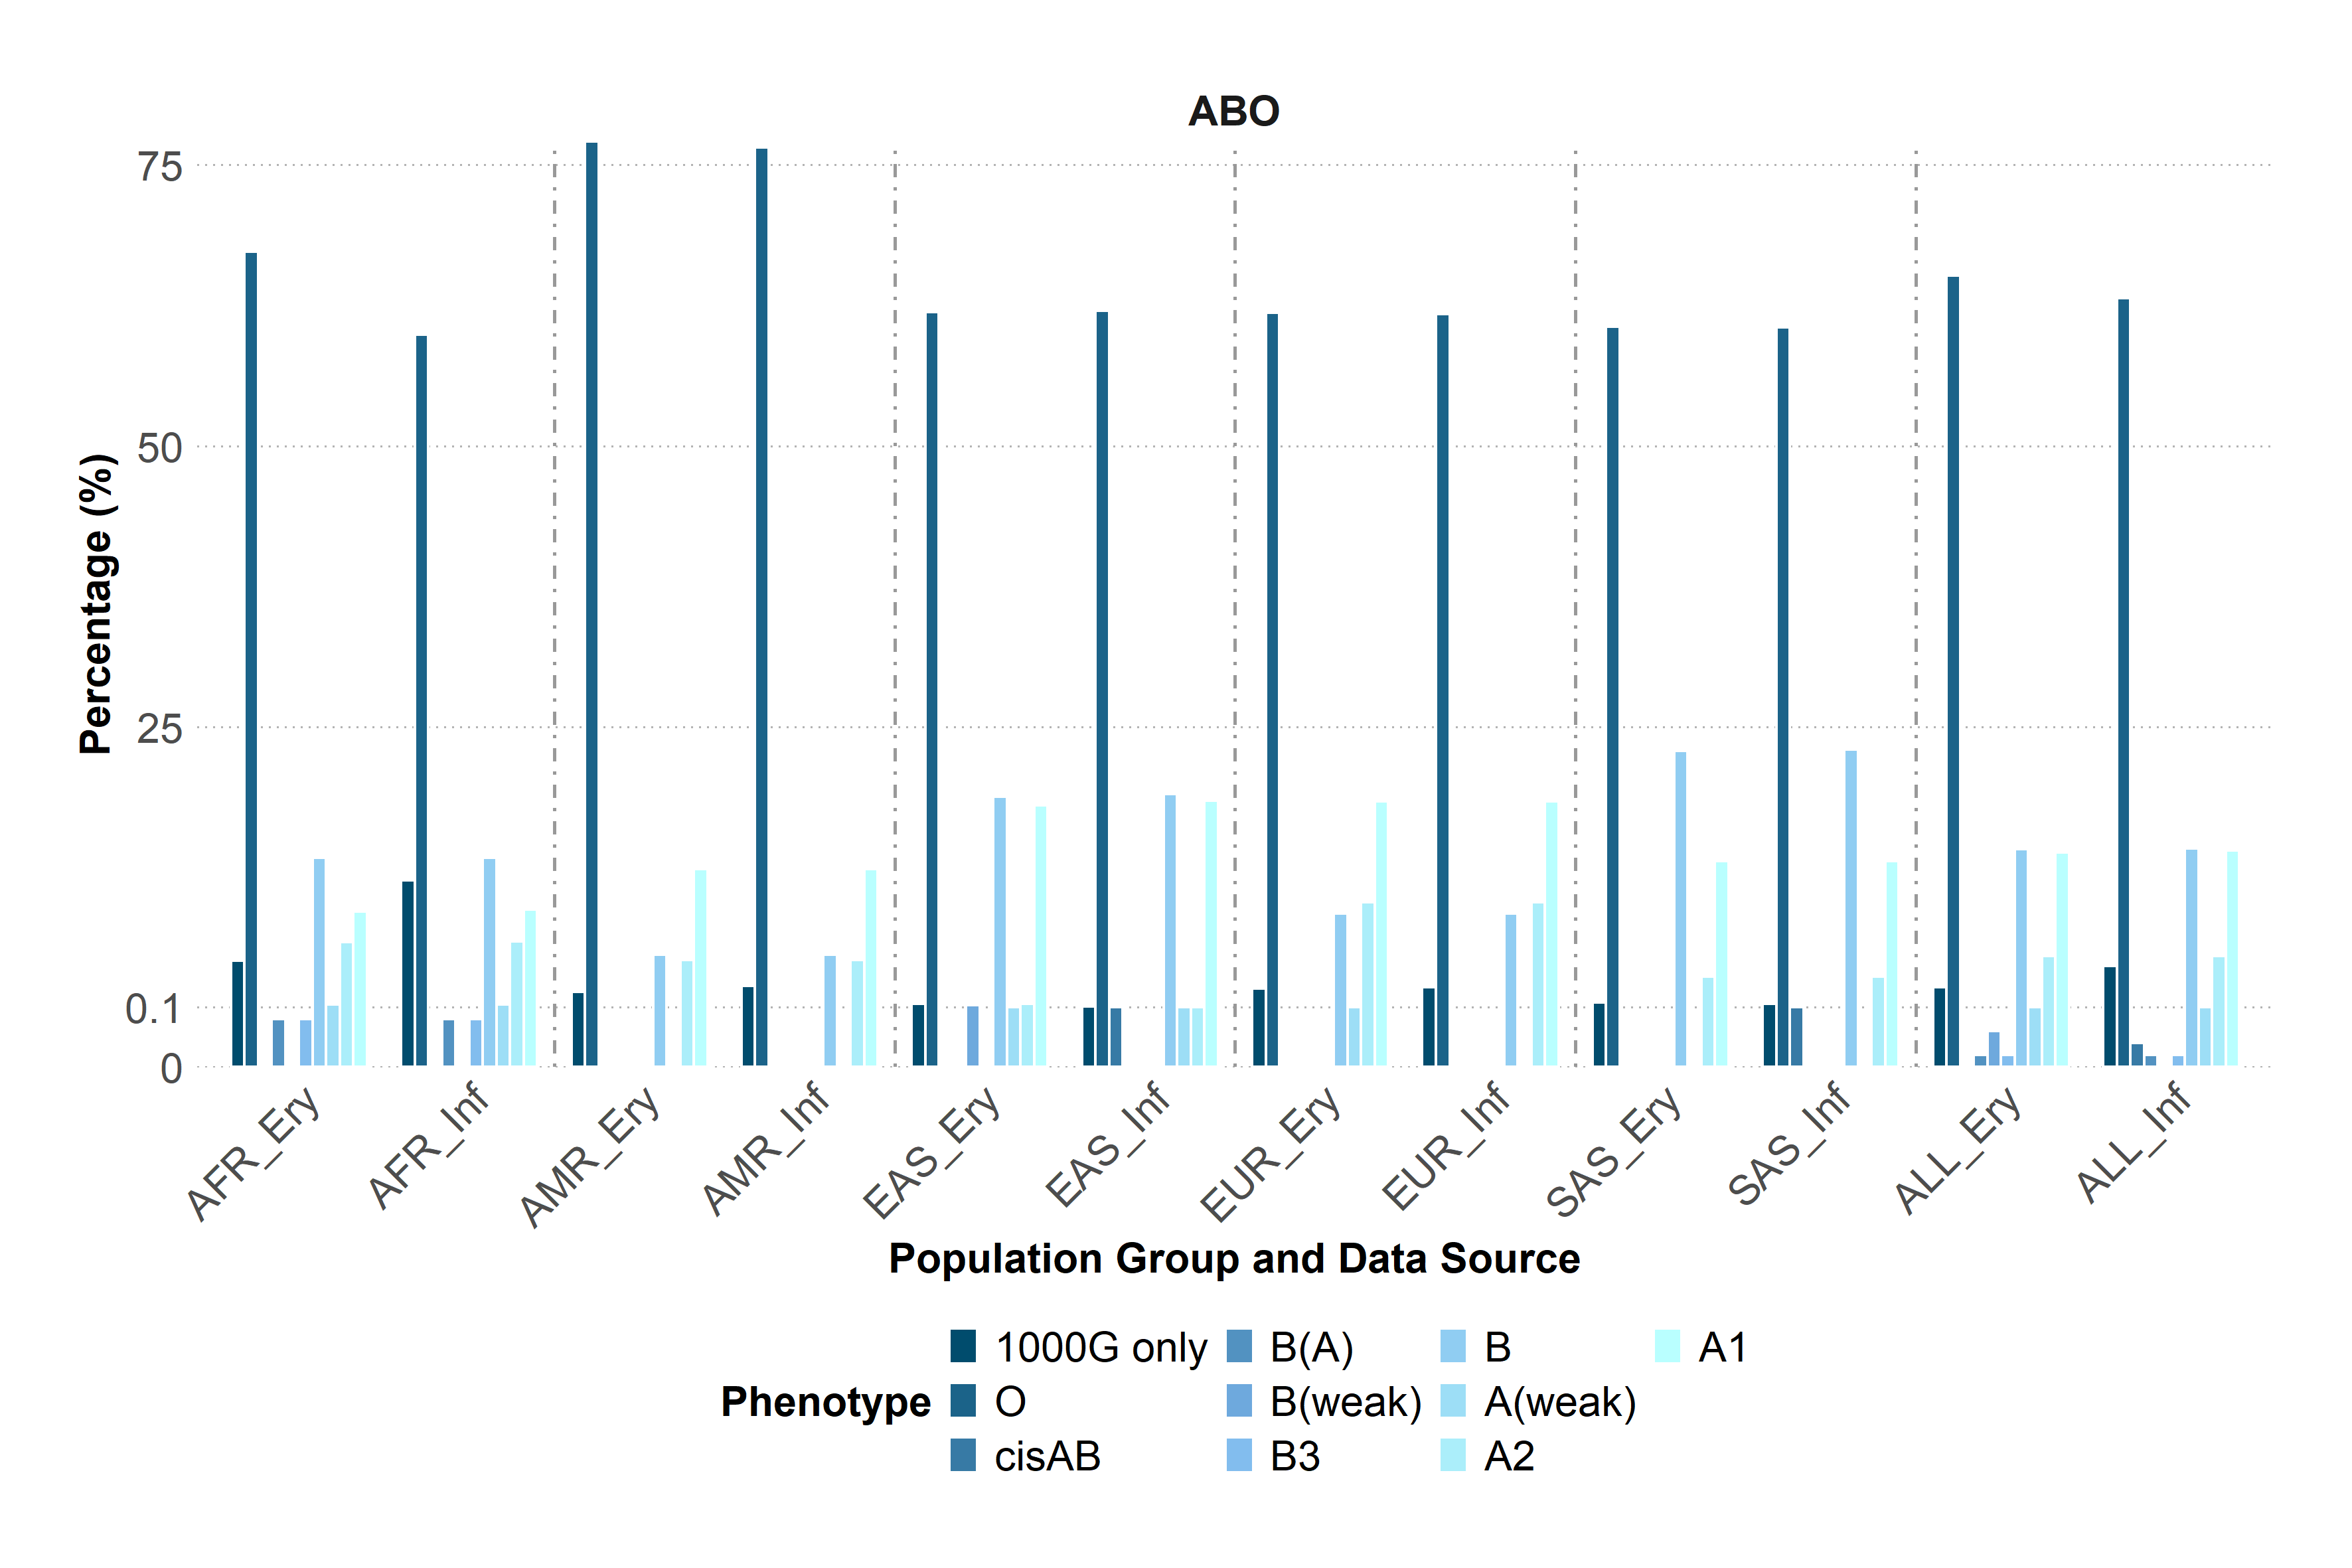 ABO
75
50
25
0.1
0
Percentage (%)
AFR_Ery
AFR_Inf
AMR_Ery
AMR_Inf
EAS_Ery
EAS_Inf
EUR_Ery
EUR_Inf
SAS_Ery
SAS_Inf
ALL_Ery
ALL_Inf
Population Group and Data Source
Phenotype
1000G only
O
cisAB
B(A)
B(weak)
B3
B
A(weak)
A2
A1